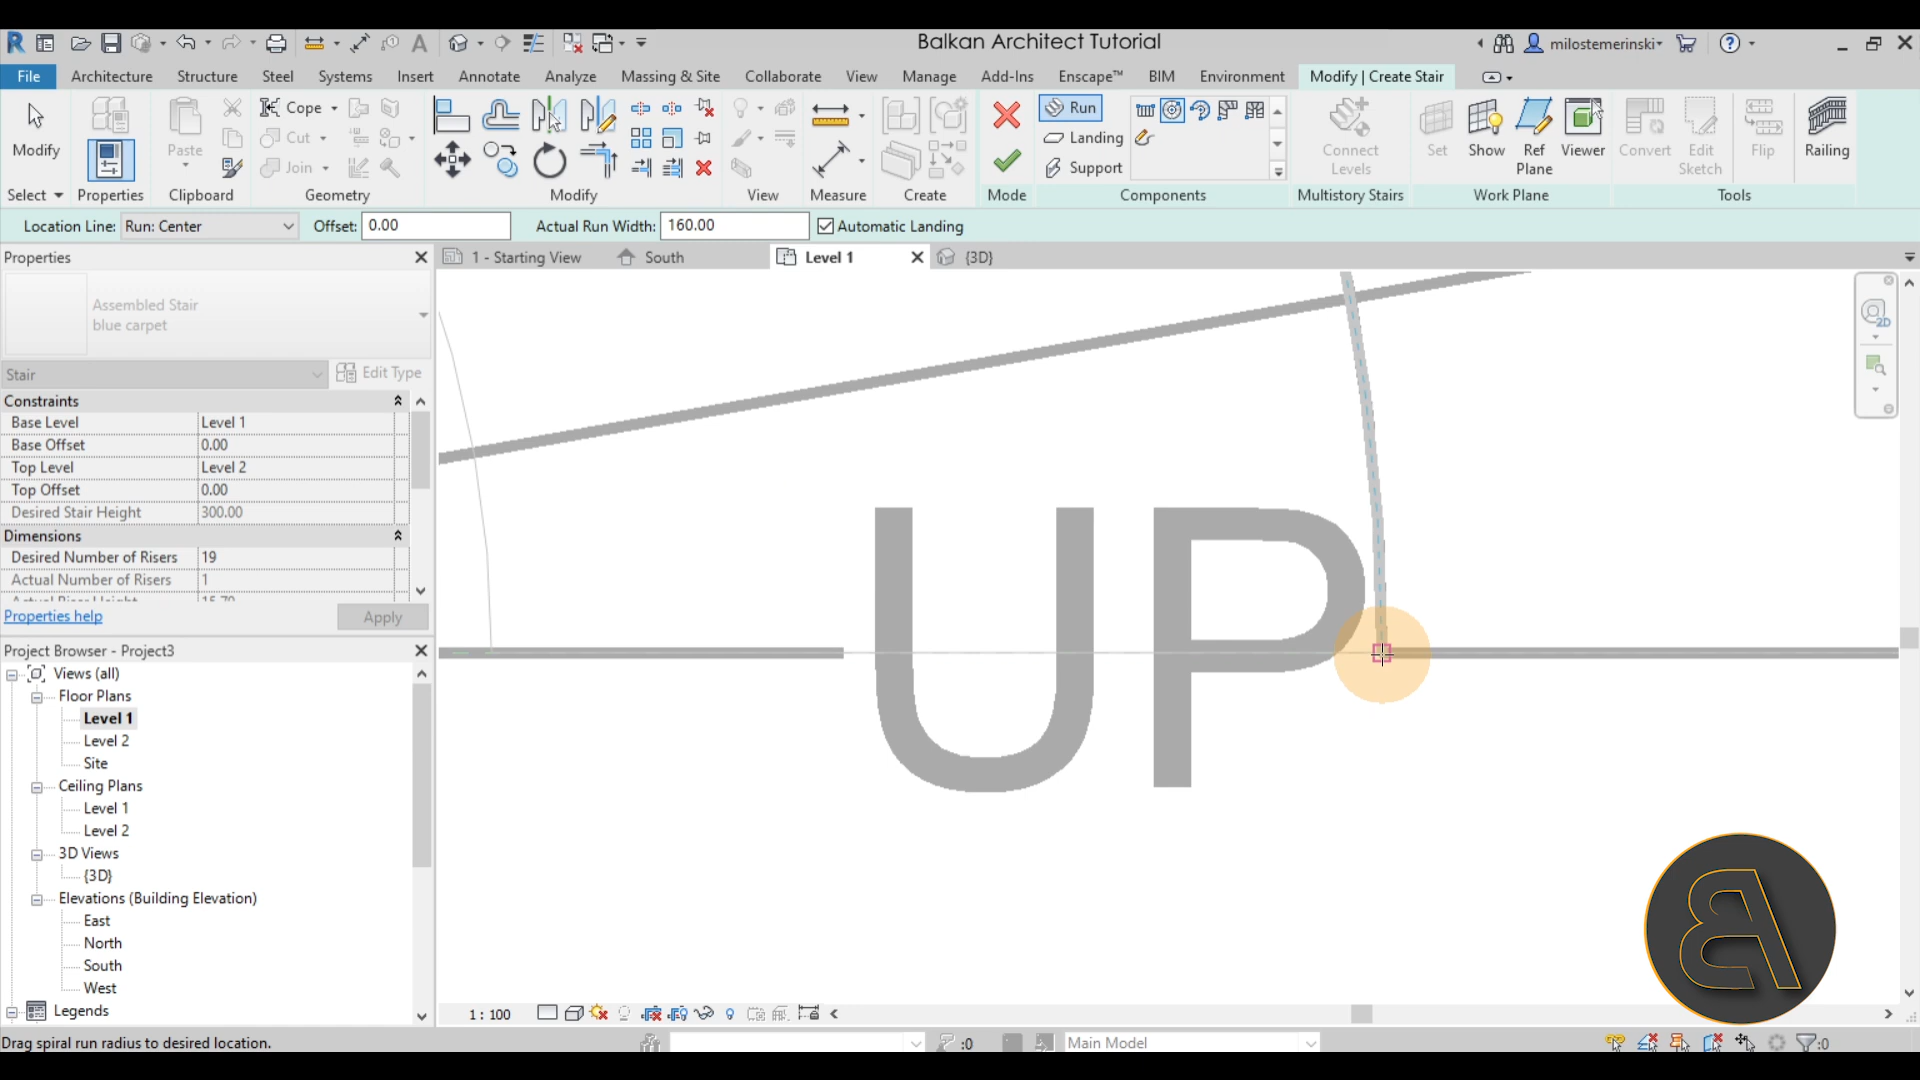 Balkan Architect Tutorial
milostemerinski
File Architecture Structure Steel Systems Insert Annotate Analyze Massing & Site Collaborate View Manage Add-Ins Enscape™ BIM Environment Modify | Create Stair
Modify
Select
Properties
Paste
Clipboard
Cope
Cut
Join
Geometry
Modify
View
Measure
Create
Mode
Run
Landing
Support
Components
Connect
Levels
Multistory Stairs
Set
Show
Ref
Plane
Viewer
Work Plane
Convert
Edit
Sketch
Flip
Railing
Tools
Location Line: Run: Center Offset: 0.00 Actual Run Width: 160.00 Automatic Landing
Properties
1 - Starting View South Level 1 {3D}
Assembled Stair
blue carpet
Stair Edit Type
Constraints
Base Level Level 1
Base Offset 0.00
Top Level Level 2
Top Offset 0.00
Desired Stair Height 300.00
Dimensions
Desired Number of Risers 19
Actual Number of Risers 1
Properties help Apply
Project Browser - Project3
Views (all)
Floor Plans
Level 1
Level 2
Site
Ceiling Plans
Level 1
Level 2
3D Views
{3D}
Elevations (Building Elevation)
East
North
South
West
Legends
2D
UP
1 : 100
Drag spiral run radius to desired location.
:0
Main Model
:0